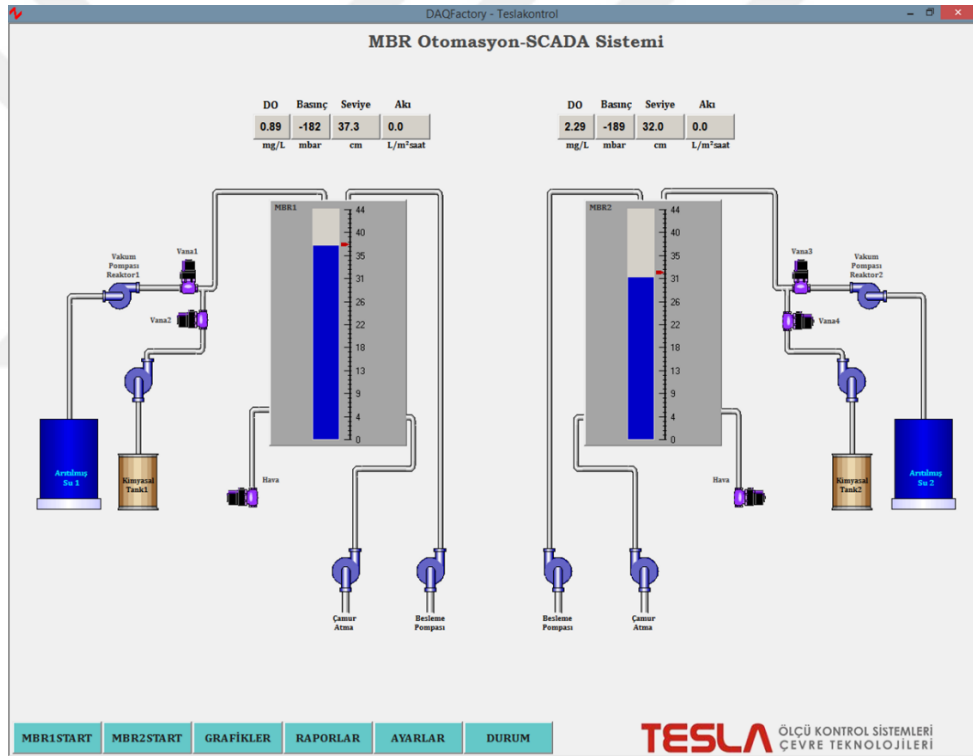 DAQFactory - Teslakontrol
MBR Otomasyon-SCADA Sistemi
DO Basınç Seviye Akı
0.89 -182 37.3 0.0
mg/L mbar cm L/m²saat
DO Basınç Seviye Akı
2.29 -189 32.0 0.0
mg/L mbar cm L/m²saat
MBR1
44
40
35
31
26
22
18
13
9
4
0
MBR2
44
40
35
31
26
22
18
13
9
4
0
Vakum
Pompası
Reaktor1
Vana1
Vana2
Vana3
Vakum
Pompası
Reaktor2
Vana4
Arıtılmış
Su 1
Kimyasal
Tank1
Hava
Hava
Kimyasal
Tank2
Arıtılmış
Su 2
Çamur
Atma
Besleme
Pompası
Besleme
Pompası
Çamur
Atma
MBR1START MBR2START GRAFİKLER RAPORLAR AYARLAR DURUM
TESLA
ÖLÇÜ KONTROL SİSTEMLERİ
ÇEVRE TEKNOLOJİLERİ